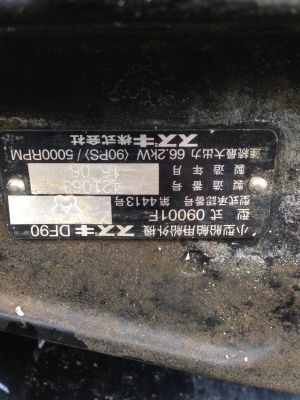 小型船舶用船外機
スズキ DF90
型式 09001F
型式承認番号 第4413号
製造番号
製造年月 15.05
連続最大出力 66.2kW (90PS) / 5000RPM
スズキ株式会社